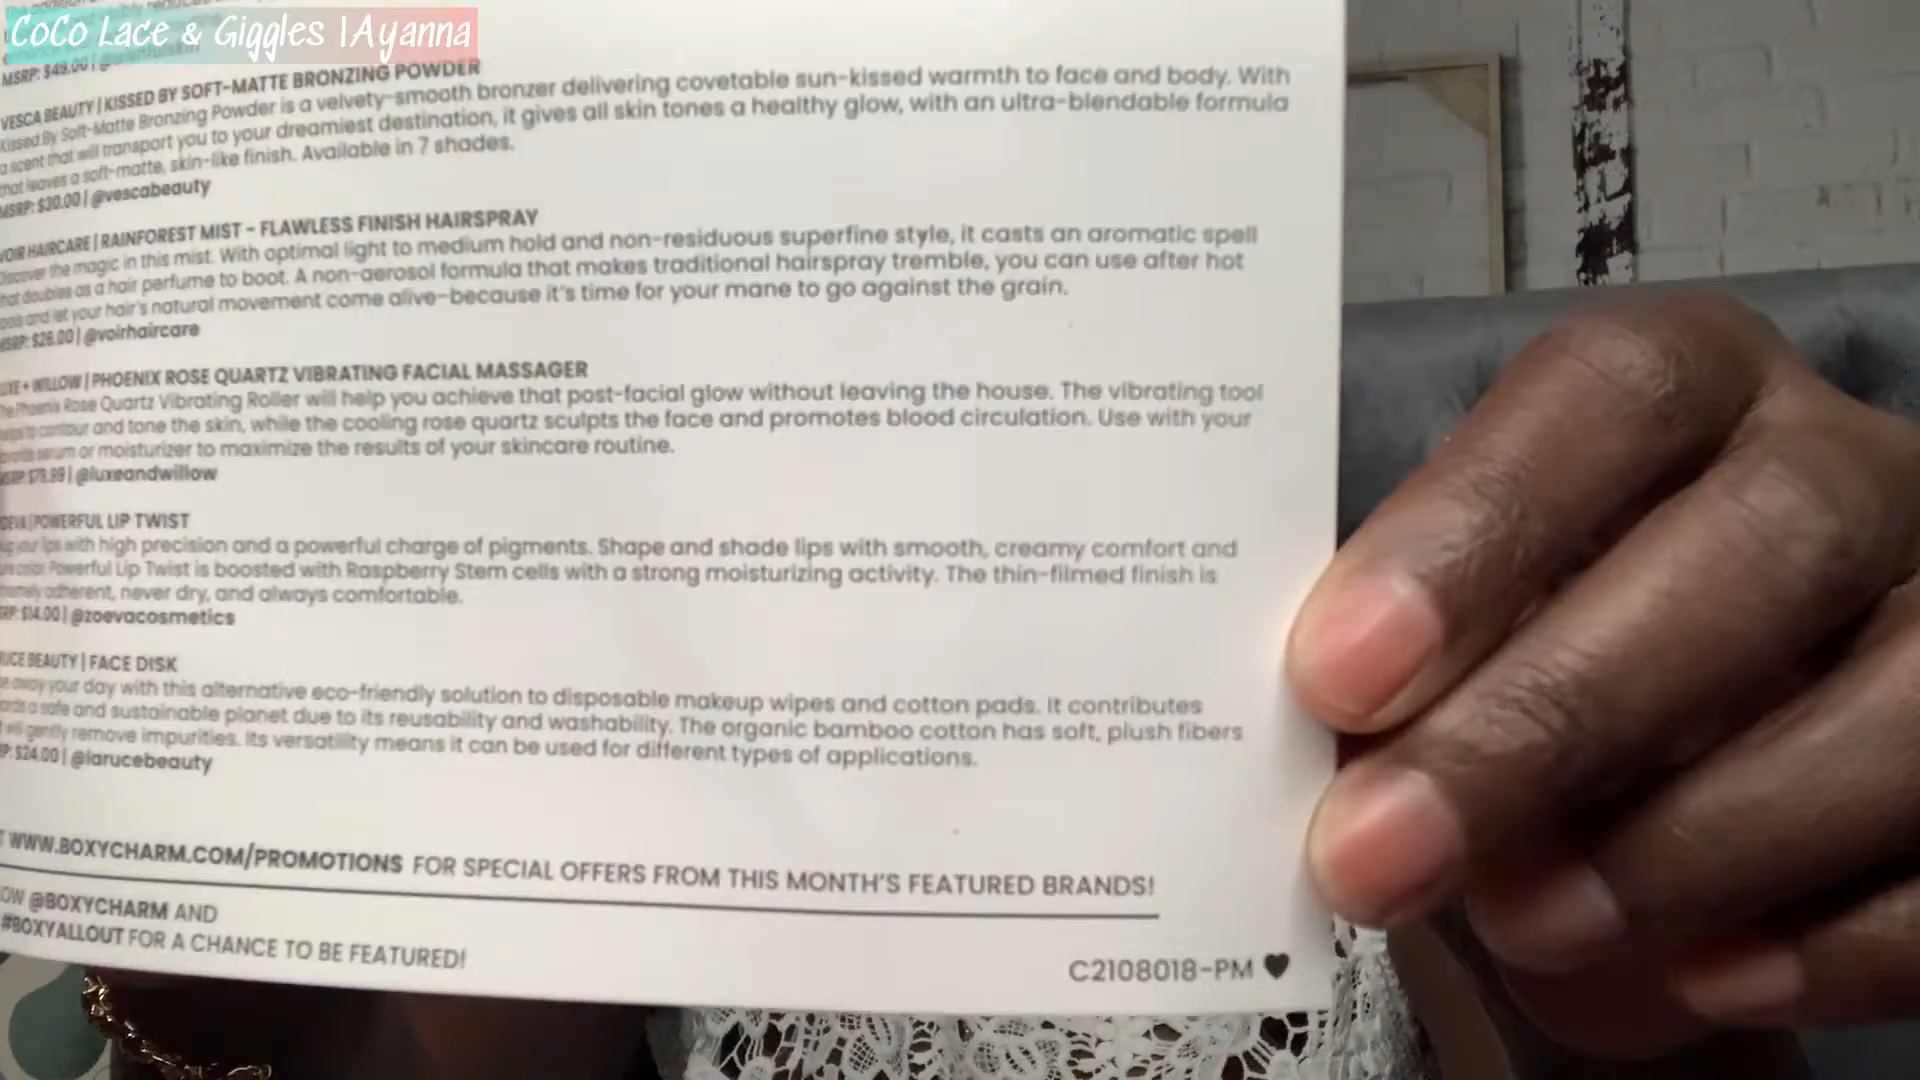 CoCo Lace & Giggles |Ayanna
MSRP: $49.00 |
VESCA BEAUTY | KISSED BY SOFT-MATTE BRONZING POWDER
Kissed By Soft-Matte Bronzing Powder is a velvety-smooth bronzer delivering covetable sun-kissed warmth to face and body. With
a scent that will transport you to your dreamiest destination, it gives all skin tones a healthy glow, with an ultra-blendable formula
that leaves a soft-matte, skin-like finish. Available in 7 shades.
MSRP: $30.00 | @vescabeauty
VOIR HAIRCARE | RAINFOREST MIST - FLAWLESS FINISH HAIRSPRAY
Discover the magic in this mist. With optimal light to medium hold and non-residuous superfine style, it casts an aromatic spell
that doubles as a hair perfume to boot. A non-aerosol formula that makes traditional hairspray tremble, you can use after hot
tools and let your hair's natural movement come alive-because it's time for your mane to go against the grain.
MSRP: $26.00 | @voirhaircare
LUXE + WILLOW | PHOENIX ROSE QUARTZ VIBRATING FACIAL MASSAGER
The Phoenix Rose Quartz Vibrating Roller will help you achieve that post-facial glow without leaving the house. The vibrating tool
helps to contour and tone the skin, while the cooling rose quartz sculpts the face and promotes blood circulation. Use with your
serum or moisturizer to maximize the results of your skincare routine.
$79.99 | @luxeandwillow
| POWERFUL LIP TWIST
your lips with high precision and a powerful charge of pigments. Shape and shade lips with smooth, creamy comfort and
Powerful Lip Twist is boosted with Raspberry Stem cells with a strong moisturizing activity. The thin-filmed finish is
adherent, never dry, and always comfortable.
$14.00 | @zoevacosmetics
BEAUTY | FACE DISK
away your day with this alternative eco-friendly solution to disposable makeup wipes and cotton pads. It contributes
a safe and sustainable planet due to its reusability and washability. The organic bamboo cotton has soft, plush fibers
will gently remove impurities. Its versatility means it can be used for different types of applications.
$24.00 | @larucebeauty
WWW.BOXYCHARM.COM/PROMOTIONS FOR SPECIAL OFFERS FROM THIS MONTH'S FEATURED BRANDS!
@BOXYCHARM AND
#BOXYALLOUT FOR A CHANCE TO BE FEATURED!
C2108018-PM